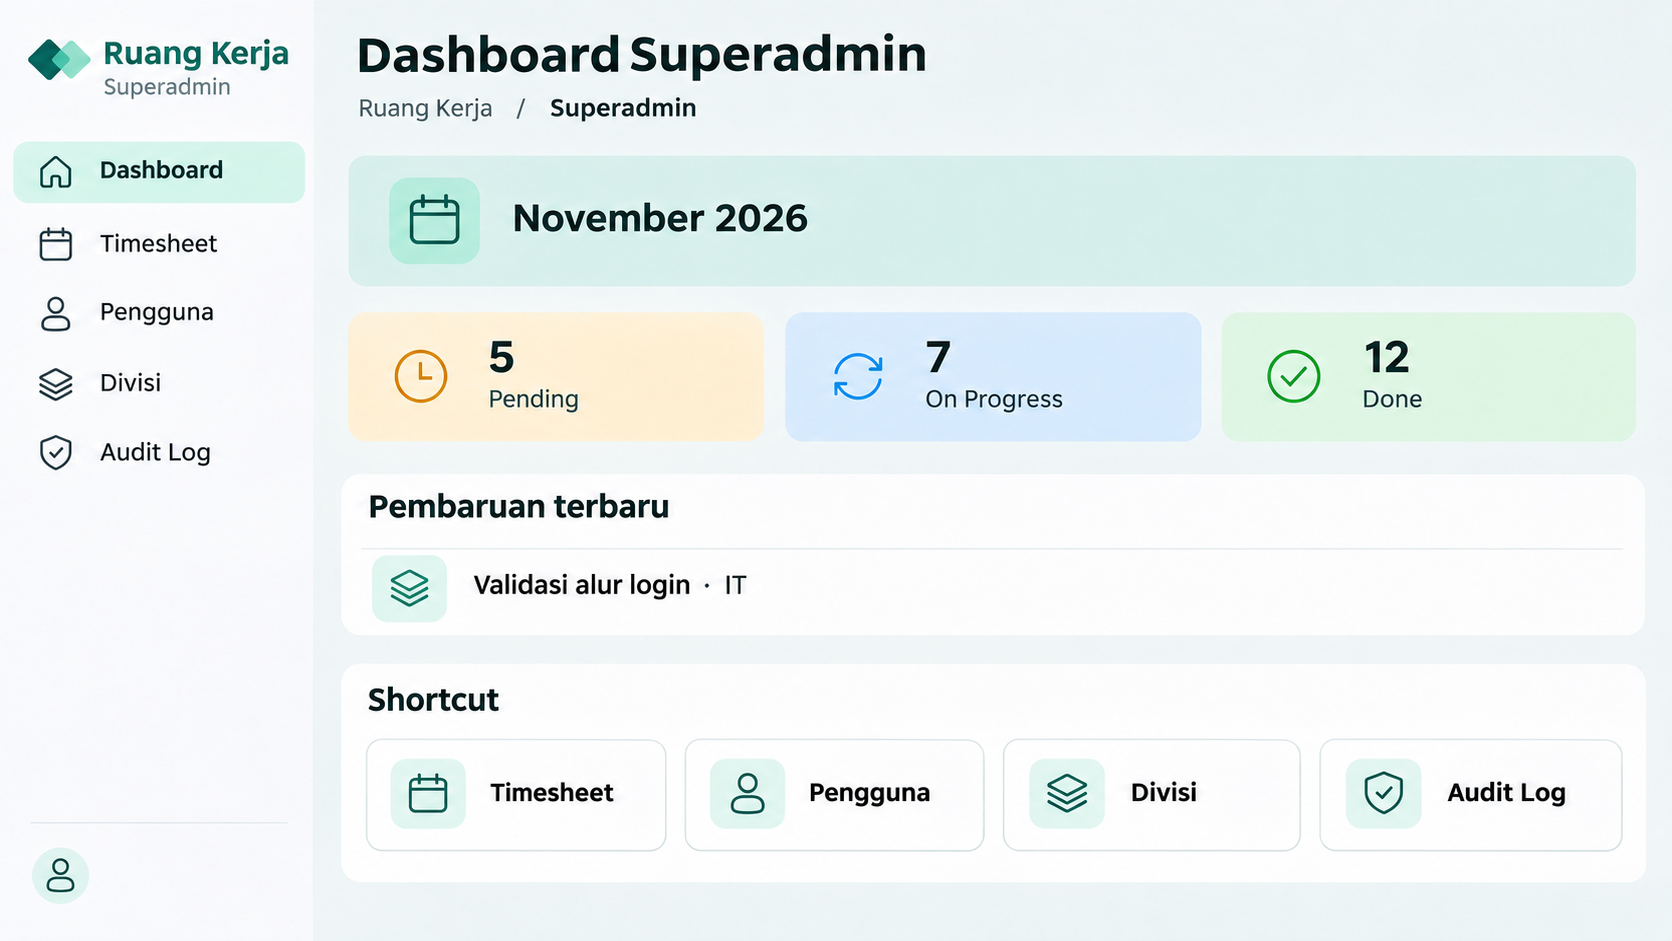 Ruang Kerja
Superadmin
Dashboard
Timesheet
Pengguna
Divisi
Audit Log
Dashboard Superadmin
Ruang Kerja / Superadmin
November 2026
5
Pending
7
On Progress
12
Done
Pembaruan terbaru
Validasi alur login · IT
Shortcut
Timesheet
Pengguna
Divisi
Audit Log